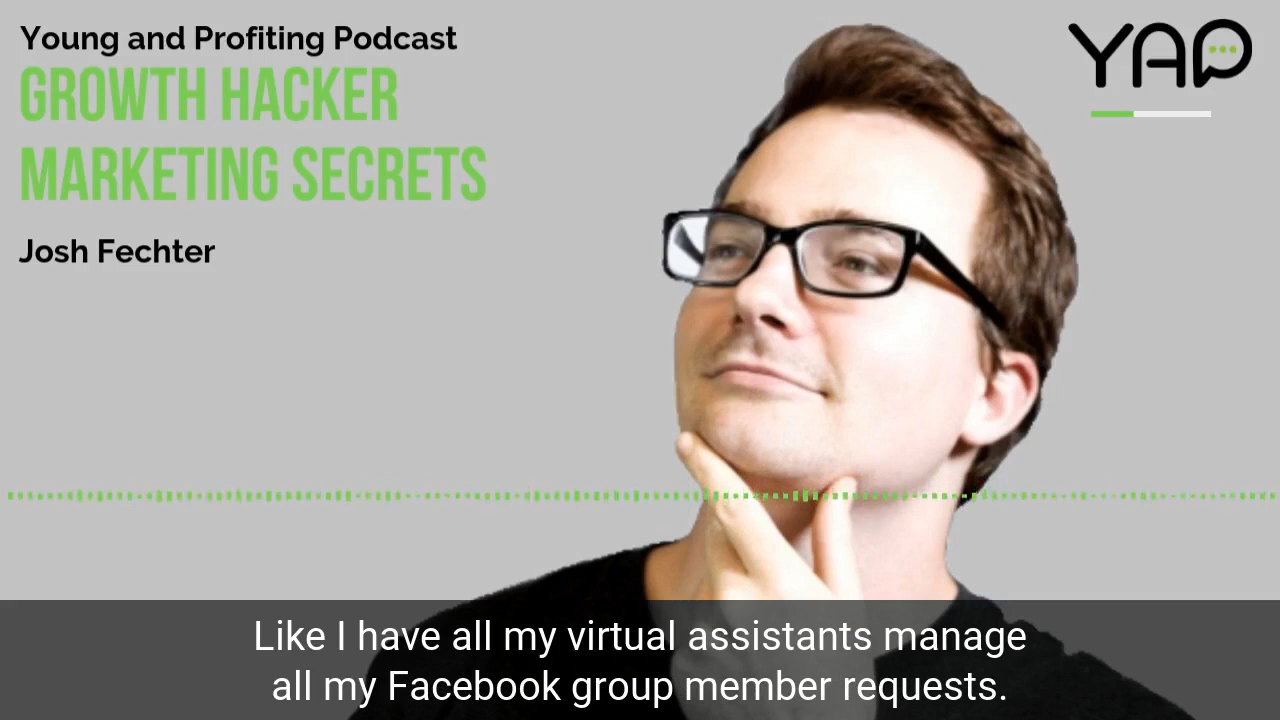 Young and Profiting Podcast
GROWTH HACKER
MARKETING SECRETS
Josh Fechter
YAP
Like I have all my virtual assistants manage
all my Facebook group member requests.